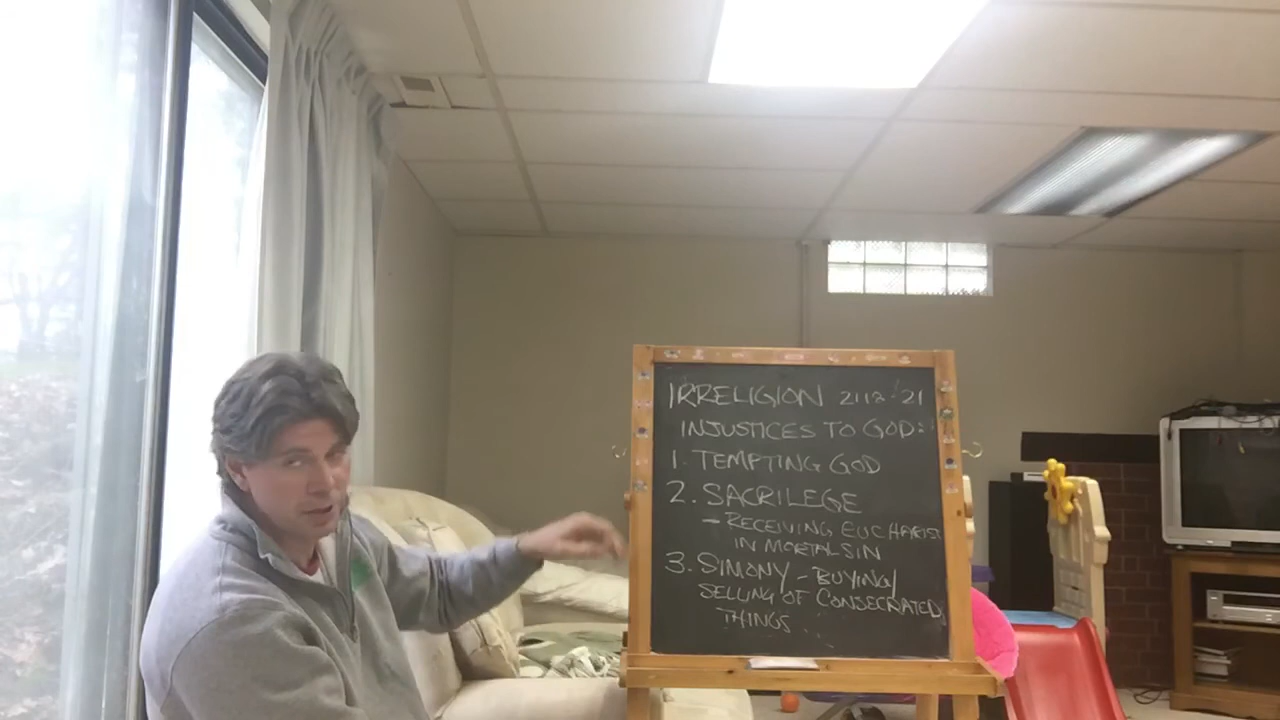 IRRELIGION 2118-21
INJUSTICES TO GOD:
1. TEMPTING GOD
2. SACRILEGE
- RECEIVING EUCHARIST
IN MORTAL SIN
3. SIMONY - BUYING/
SELLING OF CONSECRATED
THINGS